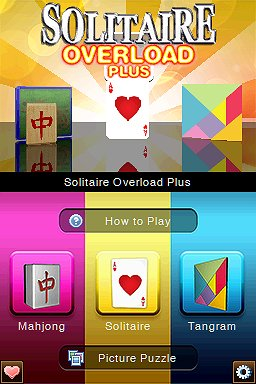 SOLITAIRE
OVERLOAD
PLUS
中
Solitaire Overload Plus
? How to Play
中
A
Mahjong
Solitaire
Tangram
Picture Puzzle